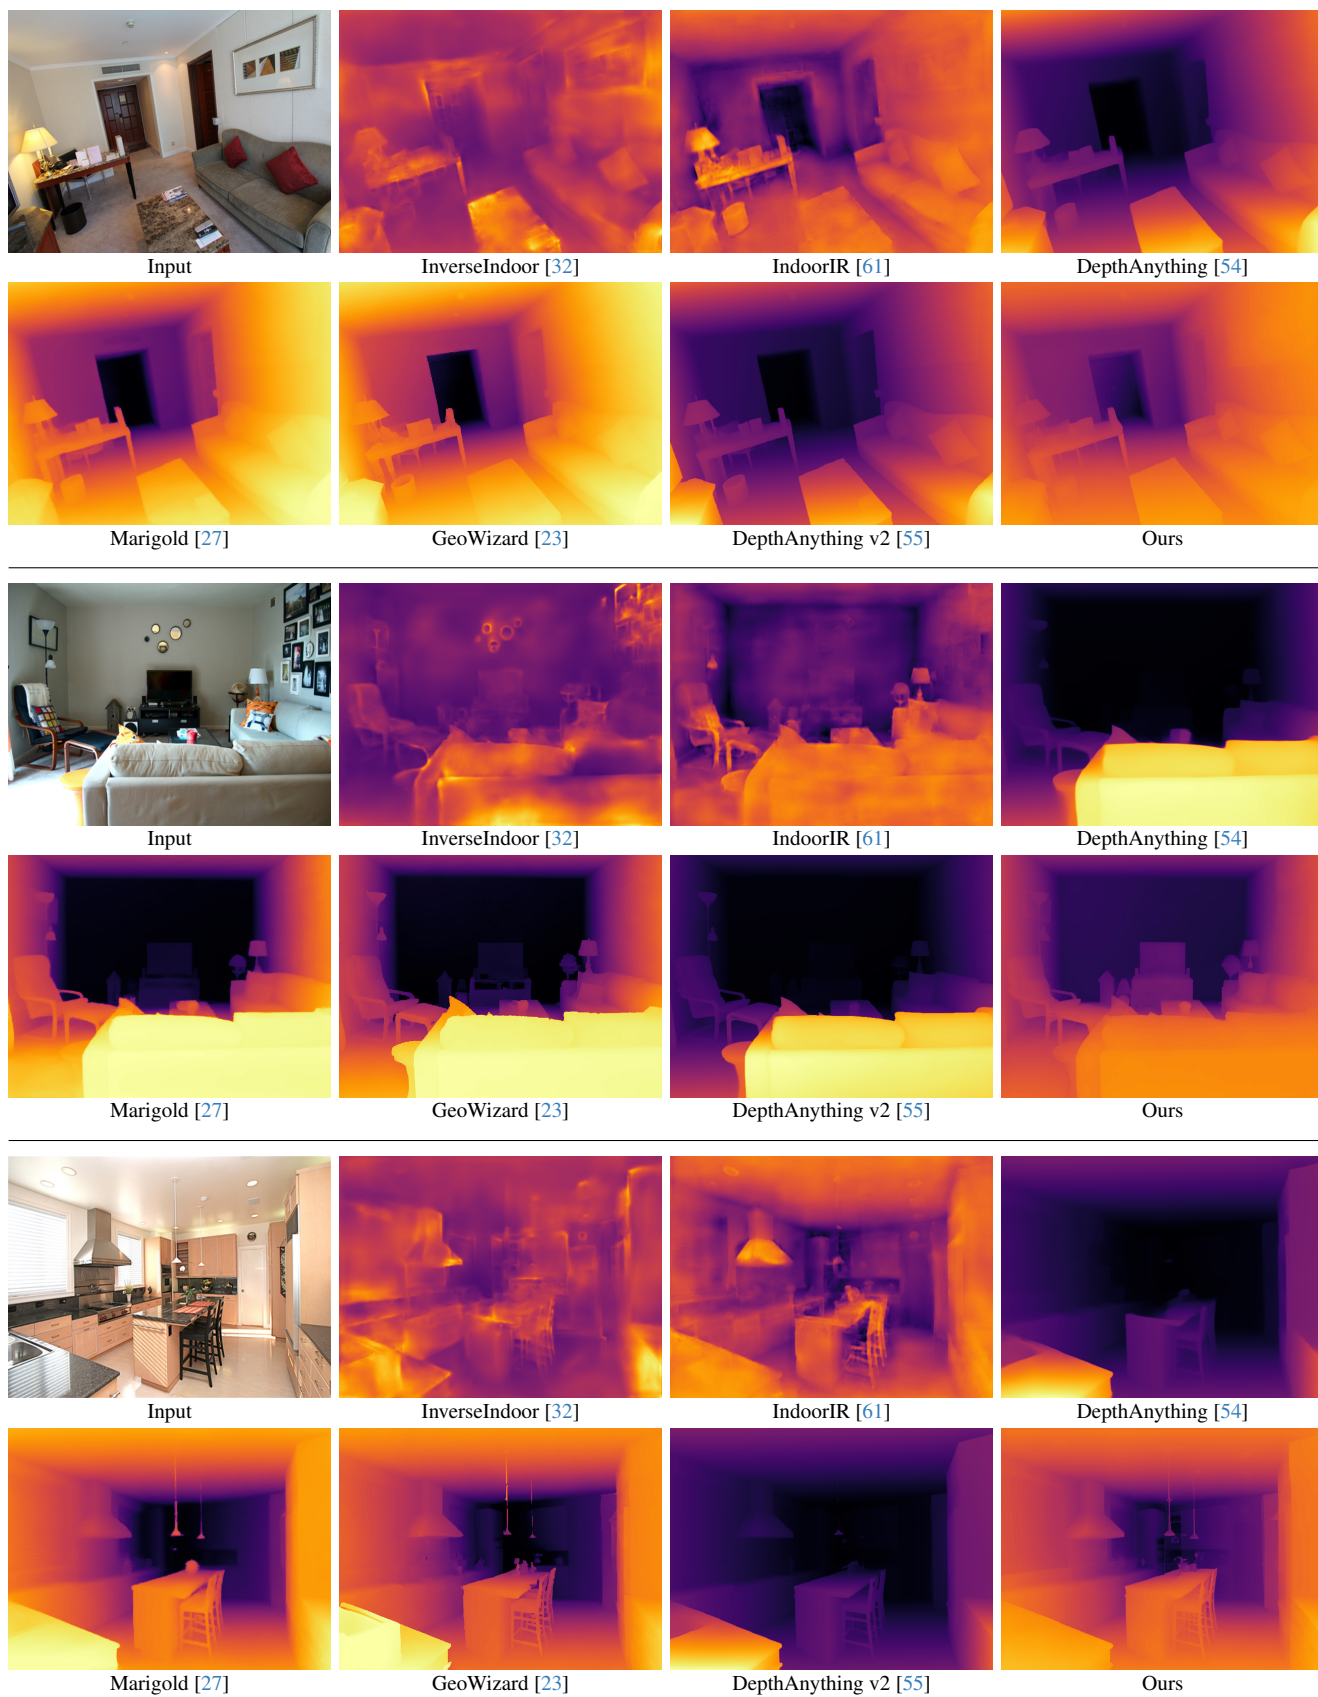 Input InverseIndoor [32] IndoorIR [61] DepthAnything [54]
Marigold [27] GeoWizard [23] DepthAnything v2 [55] Ours
Input InverseIndoor [32] IndoorIR [61] DepthAnything [54]
Marigold [27] GeoWizard [23] DepthAnything v2 [55] Ours
Input InverseIndoor [32] IndoorIR [61] DepthAnything [54]
Marigold [27] GeoWizard [23] DepthAnything v2 [55] Ours